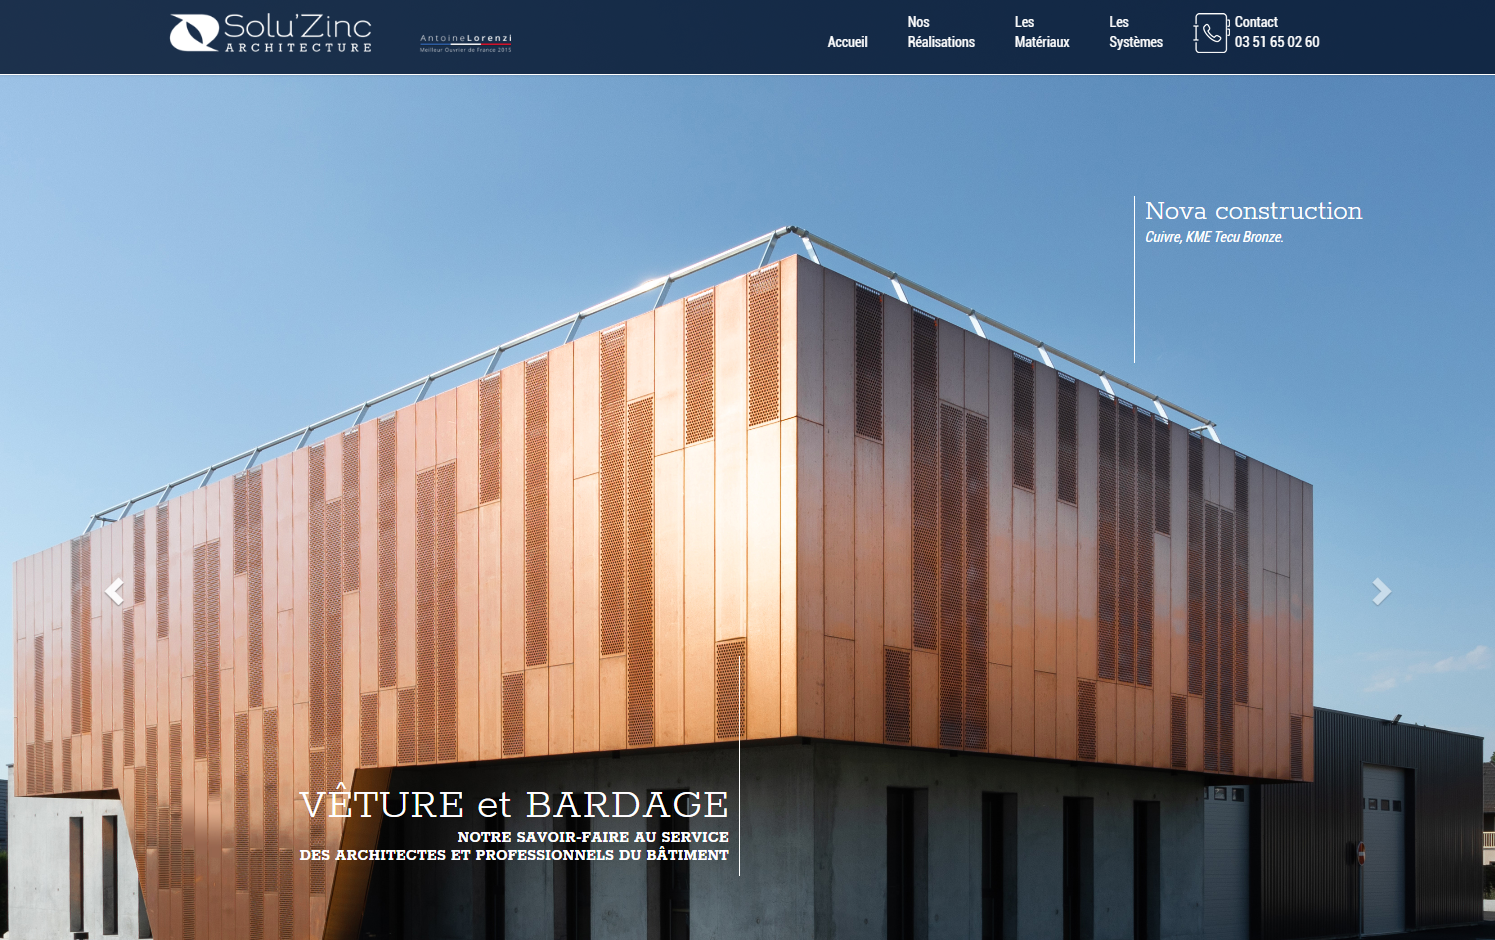 Solu'Zinc
ARCHITECTURE
AntoineLorenzi
Meilleur Ouvrier de France 2015
Accueil
Nos
Réalisations
Les
Matériaux
Les
Systèmes
Contact
03 51 65 02 60
Nova construction
Cuivre, KME Tecu Bronze.
VÊTURE et BARDAGE
NOTRE SAVOIR-FAIRE AU SERVICE
DES ARCHITECTES ET PROFESSIONNELS DU BÂTIMENT